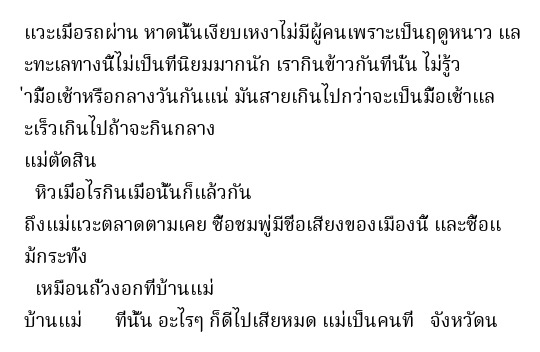 แวะเมื่อรถผ่าน หาดนั้นเงียบเหงาไม่มีผู้คนเพราะเป็นฤดูหนาว แล
ะทะเลทางนี้ไม่เป็นที่นิยมมากนัก เรากินข้าวกันที่นั่น ไม่รู้ว
่ามื้อเช้าหรือกลางวันกันแน่ มันสายเกินไปกว่าจะเป็นมื้อเช้าแล
ะเร็วเกินไปถ้าจะกินกลาง
แม่ตัดสิน
หิวเมื่อไรกินเมื่อนั้นก็แล้วกัน
ถึงแม่แวะตลาดตามเคย ซื้อชมพู่มีชื่อเสียงของเมืองนี้ และซื้อแ
ม้กระทั่ง
เหมือนถั่วงอกที่บ้านแม่
บ้านแม่ ที่นั้น อะไรๆ ก็ดีไปเสียหมด แม่เป็นคนที่ จังหวัดน